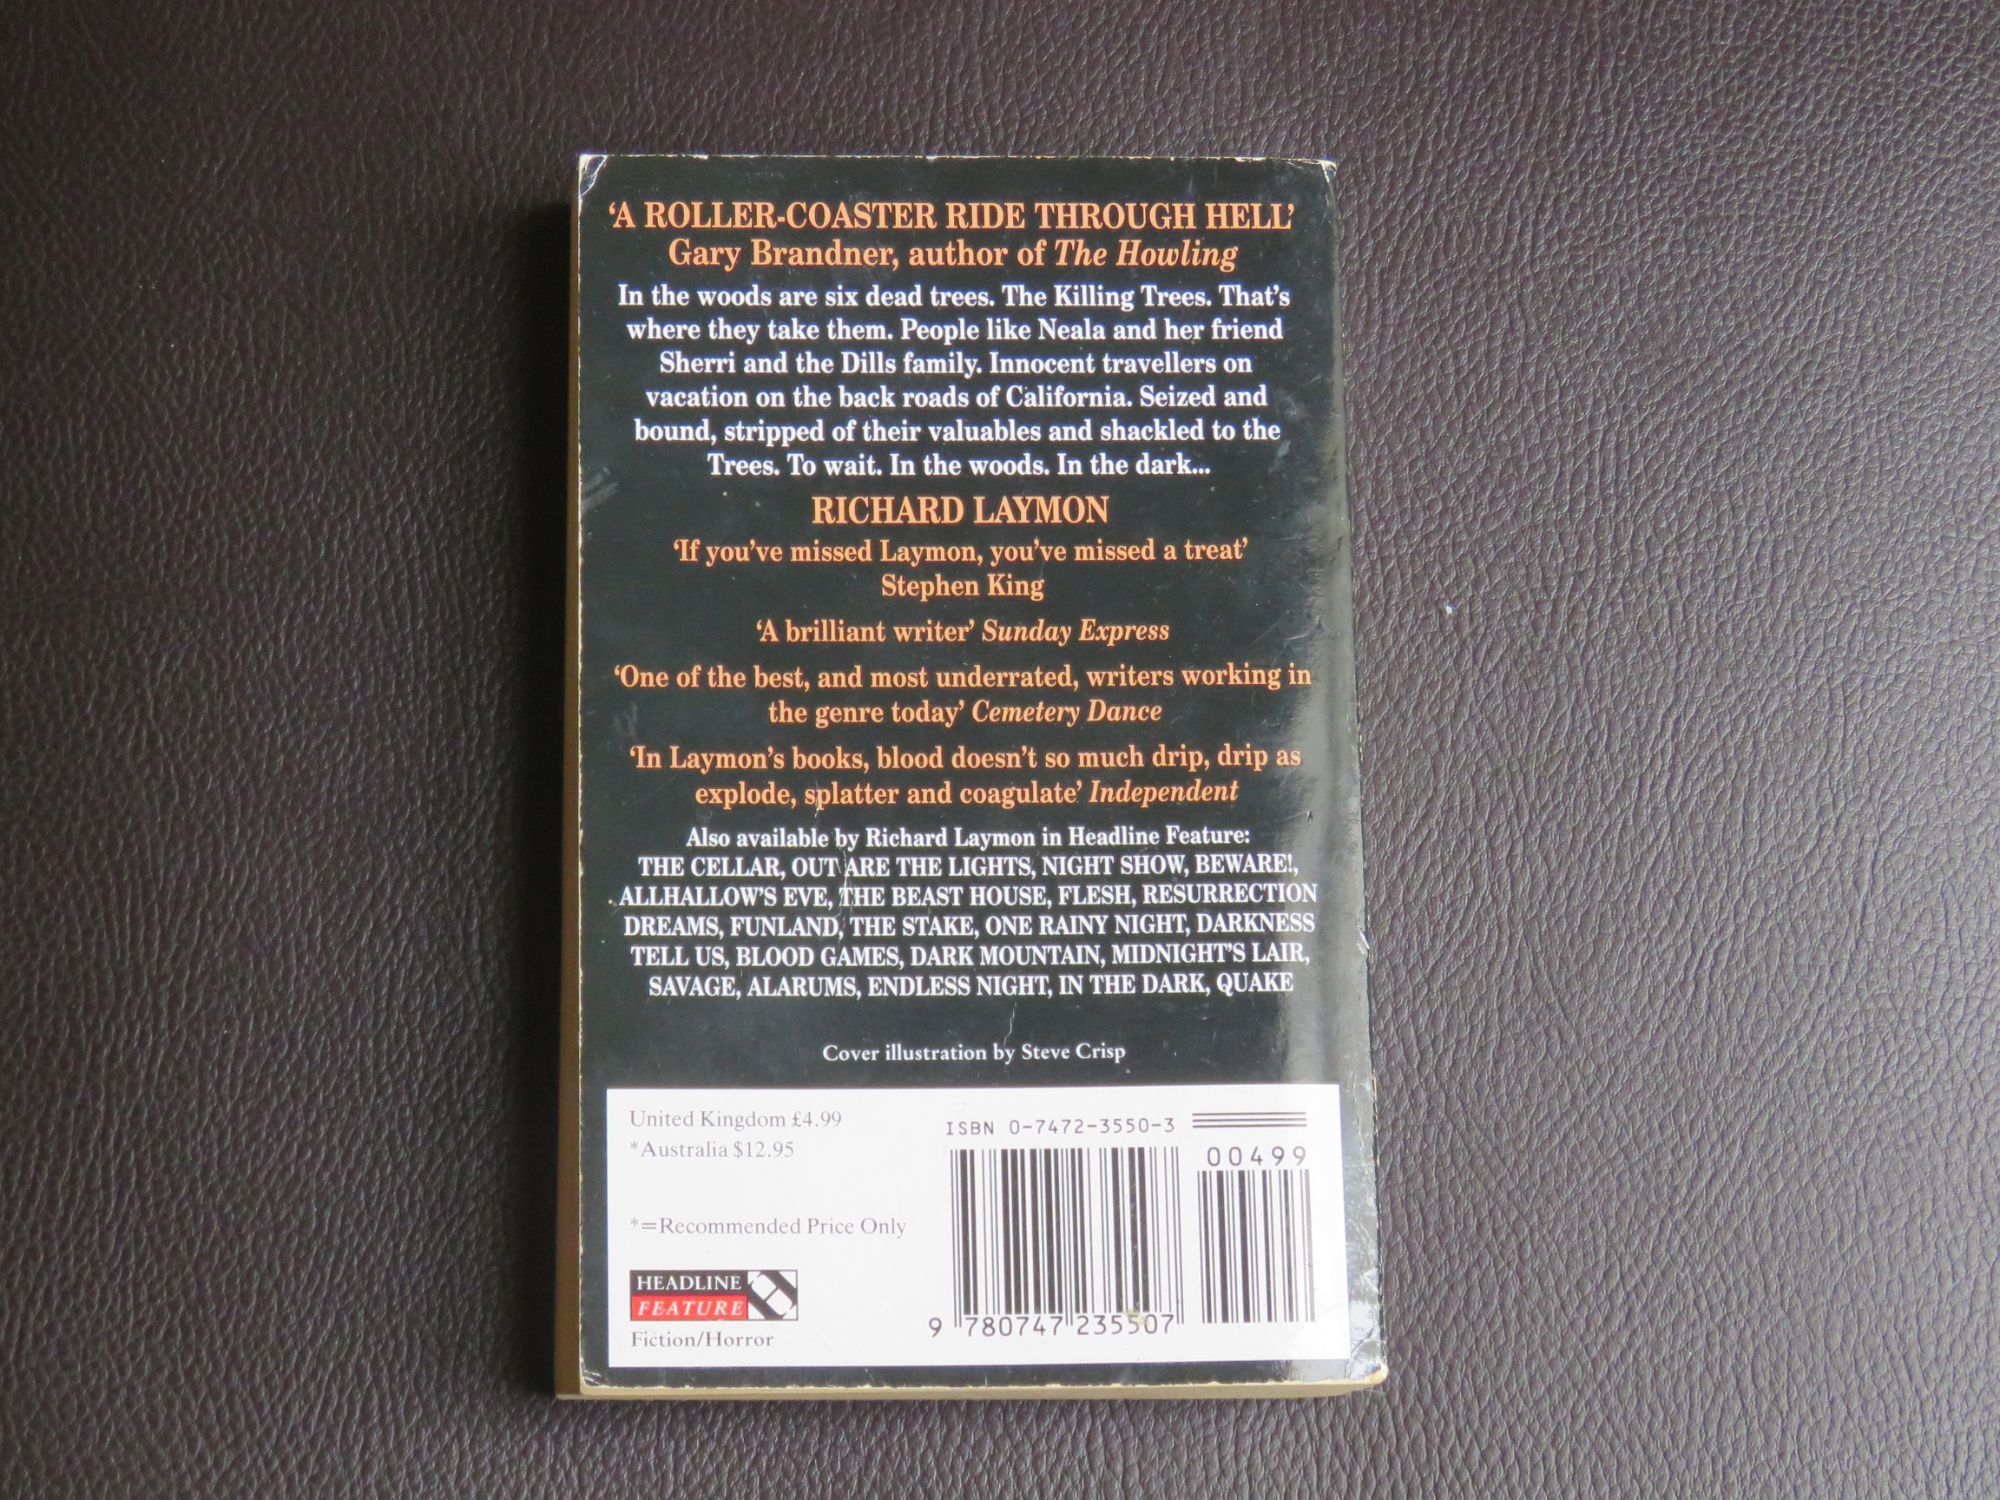 ‘A ROLLER-COASTER RIDE THROUGH HELL’
Gary Brandner, author of The Howling
In the woods are six dead trees. The Killing Trees. That’s
where they take them. People like Neala and her friend
Sherri and the Dills family. Innocent travellers on
vacation on the back roads of California. Seized and
bound, stripped of their valuables and shackled to the
Trees. To wait. In the woods. In the dark...
RICHARD LAYMON
‘If you’ve missed Laymon, you’ve missed a treat’
Stephen King
‘A brilliant writer’ Sunday Express
‘One of the best, and most underrated, writers working in
the genre today’ Cemetery Dance
‘In Laymon’s books, blood doesn’t so much drip, drip as
explode, splatter and coagulate’ Independent
Also available by Richard Laymon in Headline Feature:
THE CELLAR, OUT ARE THE LIGHTS, NIGHT SHOW, BEWARE!,
ALLHALLOW’S EVE, THE BEAST HOUSE, FLESH, RESURRECTION
DREAMS, FUNLAND, THE STAKE, ONE RAINY NIGHT, DARKNESS
TELL US, BLOOD GAMES, DARK MOUNTAIN, MIDNIGHT’S LAIR,
SAVAGE, ALARUMS, ENDLESS NIGHT, IN THE DARK, QUAKE
Cover illustration by Steve Crisp
United Kingdom £4.99
*Australia $12.95
*=Recommended Price Only
HEADLINE
FEATURE
Fiction/Horror
ISBN 0-7472-3550-3
00499
9 780747 235507